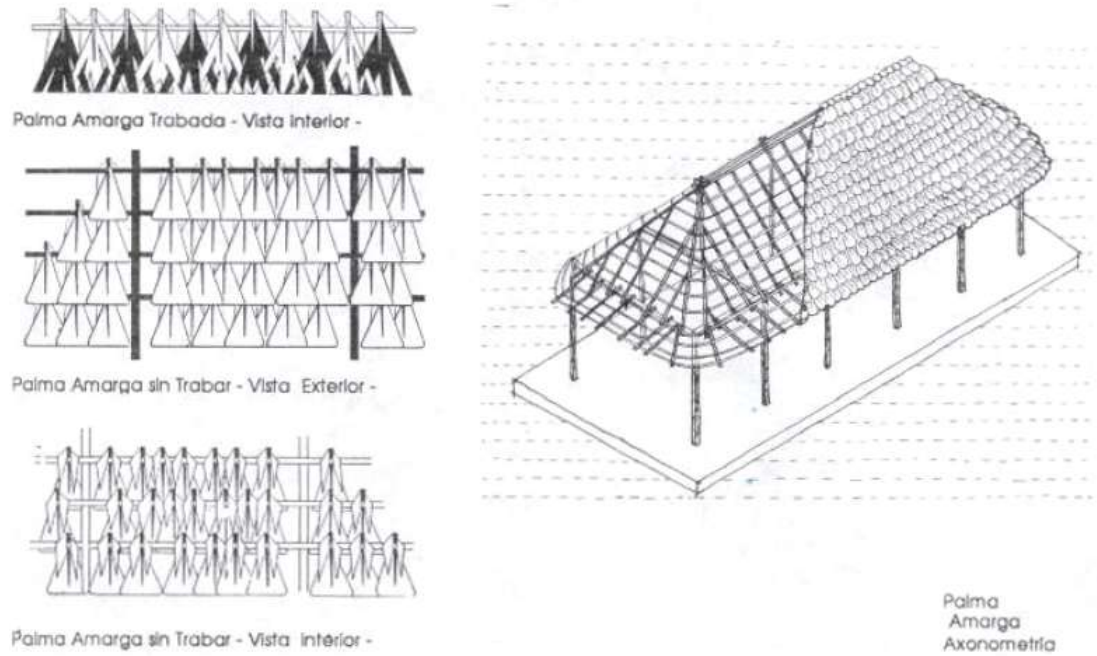 Palma Amarga Trabada - Vista Interior -
Palma Amarga sin Trabar - Vista Exterior -
Palma Amarga sin Trabar - Vista Intérior -
Palma
Amarga
Axonometría